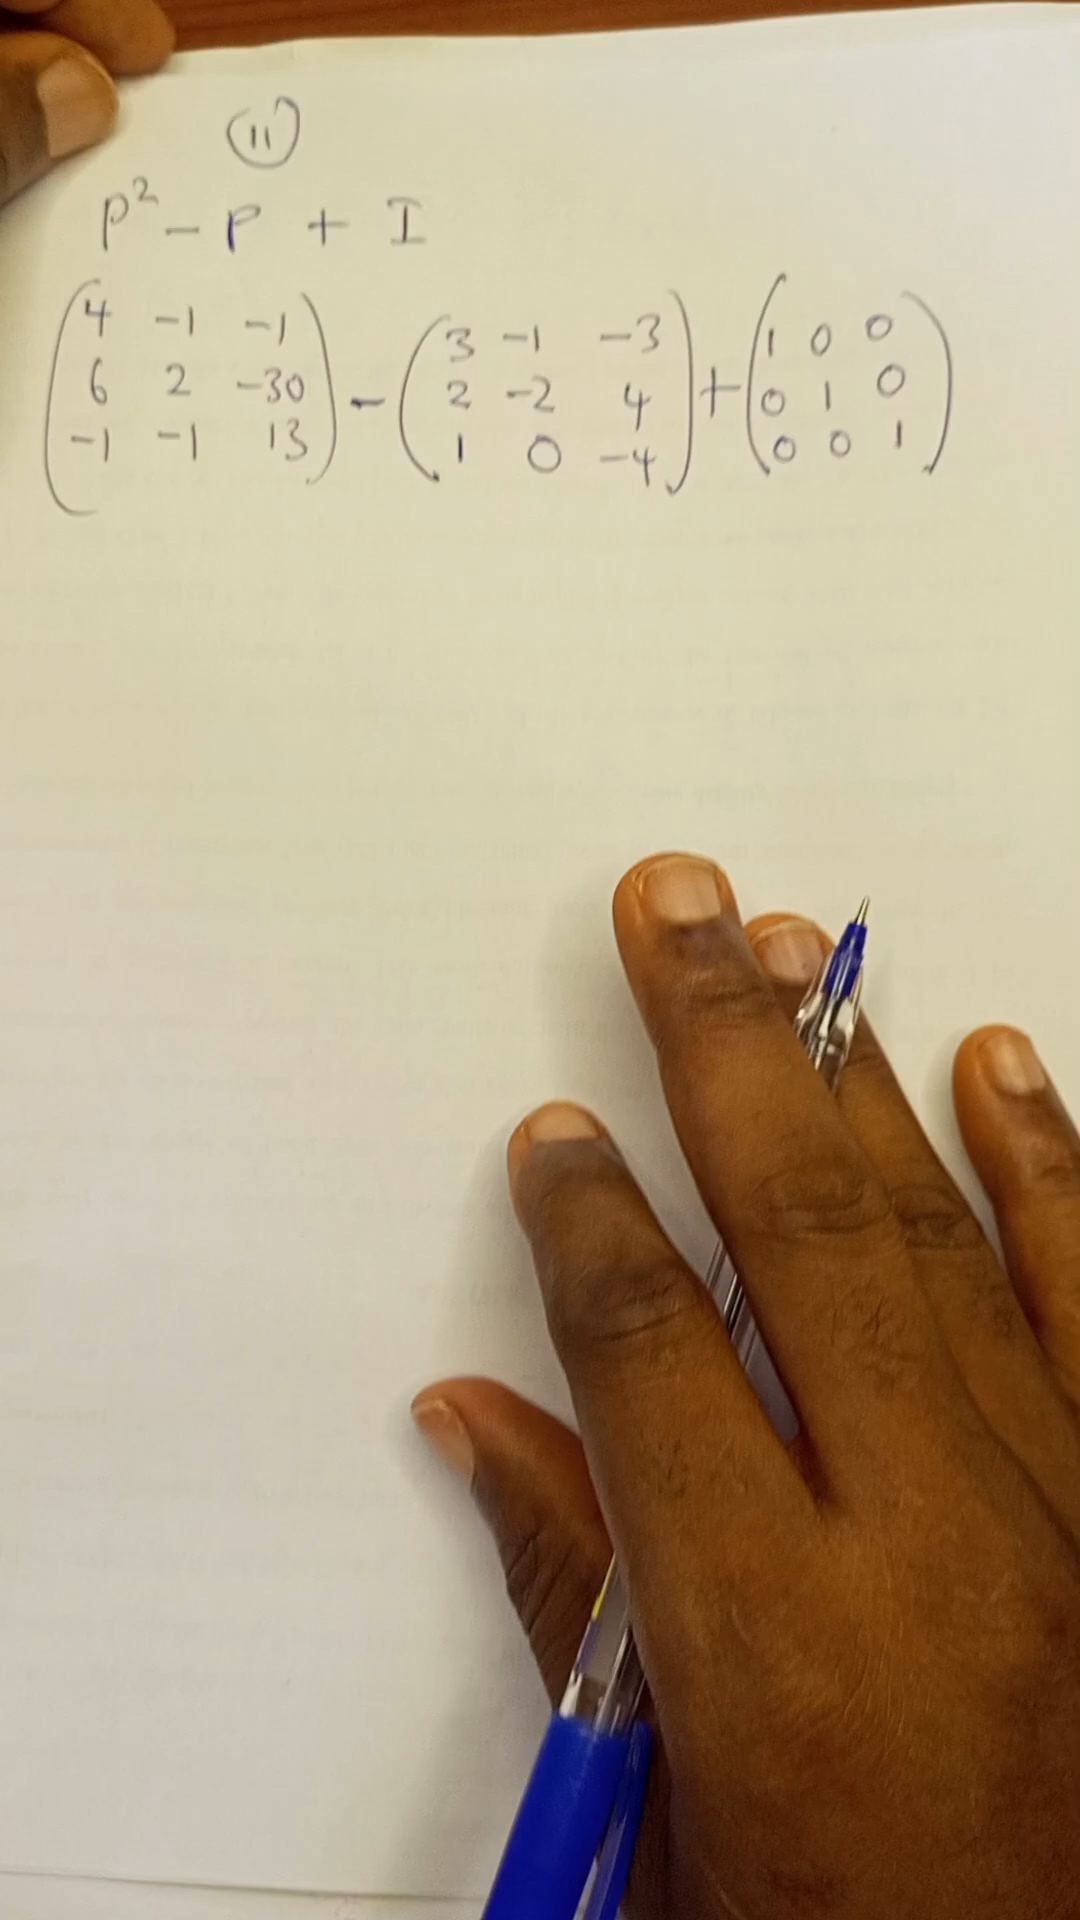 (11)
P² - P + I
(4 -1 -1) - (3 -1 -3) + (1 0 0)
(6 2 -30) (2 -2 4) (0 1 0)
(-1 -1 13) (1 0 -4) (0 0 1)